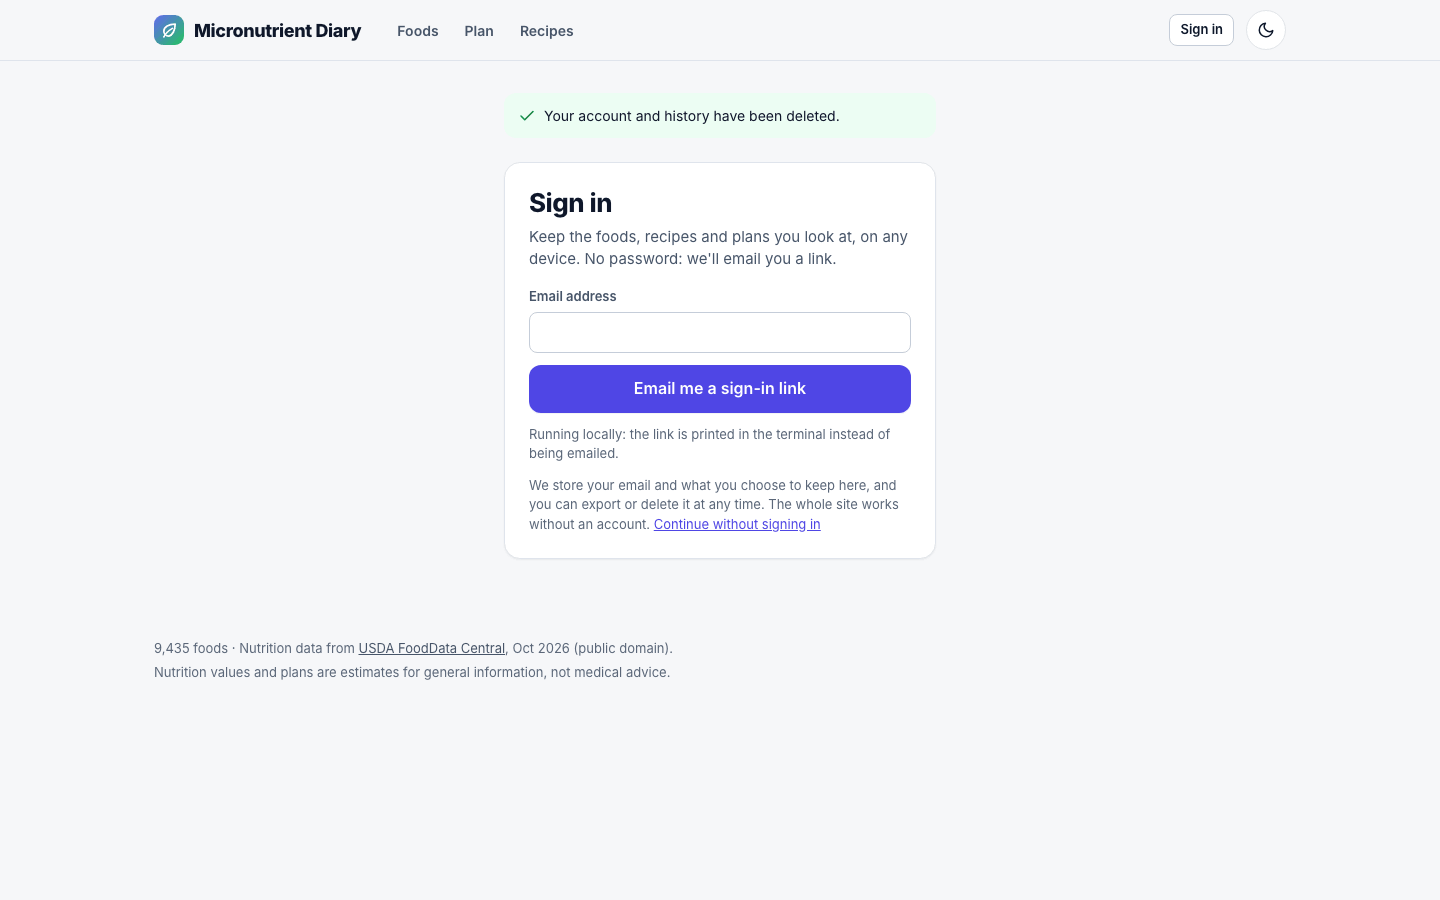 Micronutrient Diary
Foods
Plan
Recipes
Sign in
Your account and history have been deleted.
Sign in
Keep the foods, recipes and plans you look at, on any
device. No password: we'll email you a link.
Email address
Email me a sign-in link
Running locally: the link is printed in the terminal instead of
being emailed.
We store your email and what you choose to keep here, and
you can export or delete it at any time. The whole site works
without an account. Continue without signing in
9,435 foods · Nutrition data from USDA FoodData Central, Oct 2026 (public domain).
Nutrition values and plans are estimates for general information, not medical advice.